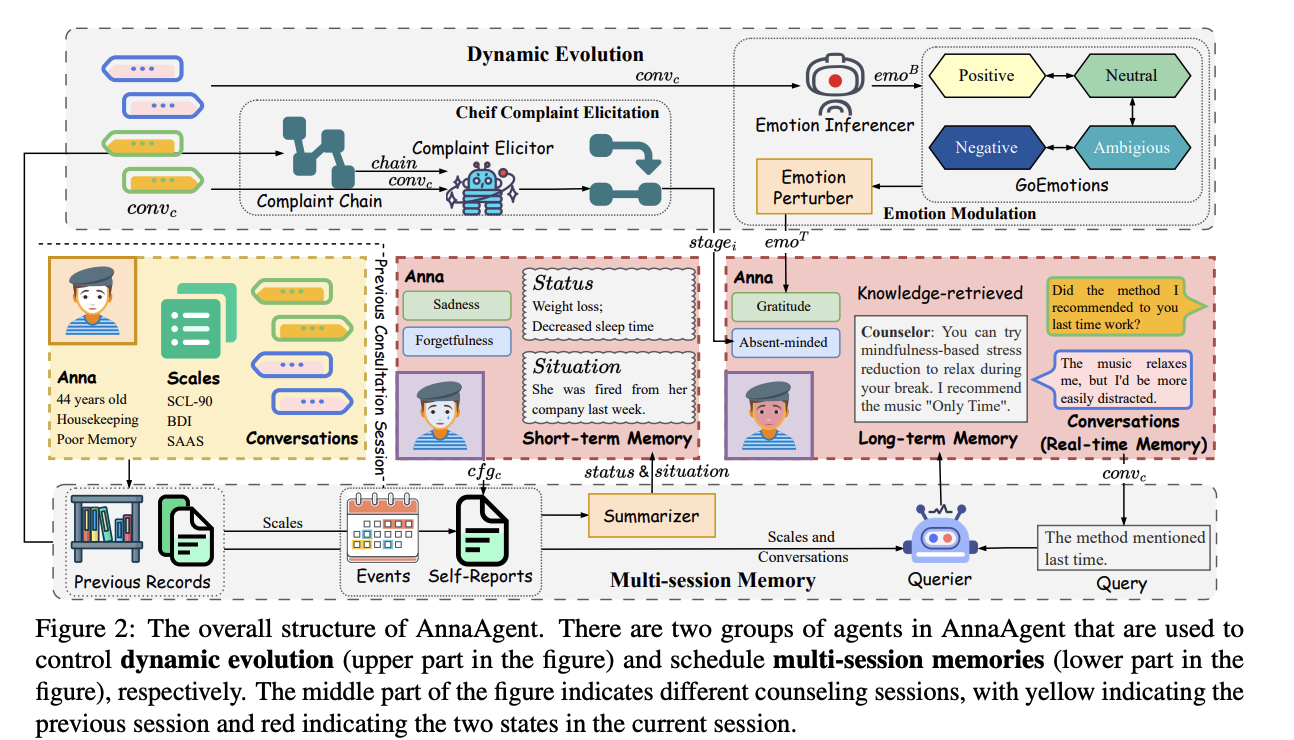 Dynamic Evolution
conv_c
emo^B
Positive
Neutral
Negative
Ambigious
GoEmotions
Emotion Inferencer
Emotion
Perturber
Emotion Modulation
Cheif Complaint Elicitation
Complaint Elicitor
chain
conv_c
Complaint Chain
conv_c
stage_i
emo^T
Previous Consultation Session
Anna
44 years old
Housekeeping
Poor Memory
Scales
SCL-90
BDI
SAAS
Conversations
Anna
Sadness
Forgetfulness
Status
Weight loss;
Decreased sleep time
Situation
She was fired from her
company last week.
Short-term Memory
Anna
Gratitude
Absent-minded
Knowledge-retrieved
Counselor: You can try
mindfulness-based stress
reduction to relax during
your break. I recommend
the music "Only Time".
Long-term Memory
Did the method I
recommended to you
last time work?
The music relaxes
me, but I'd be more
easily distracted.
Conversations
(Real-time Memory)
cfg_c
status & situation
conv_c
Previous Records
Scales
Events
Self-Reports
Summarizer
Multi-session Memory
Scales and
Conversations
Querier
The method mentioned
last time.
Query
Figure 2: The overall structure of AnnaAgent. There are two groups of agents in AnnaAgent that are used to
control dynamic evolution (upper part in the figure) and schedule multi-session memories (lower part in the
figure), respectively. The middle part of the figure indicates different counseling sessions, with yellow indicating the
previous session and red indicating the two states in the current session.